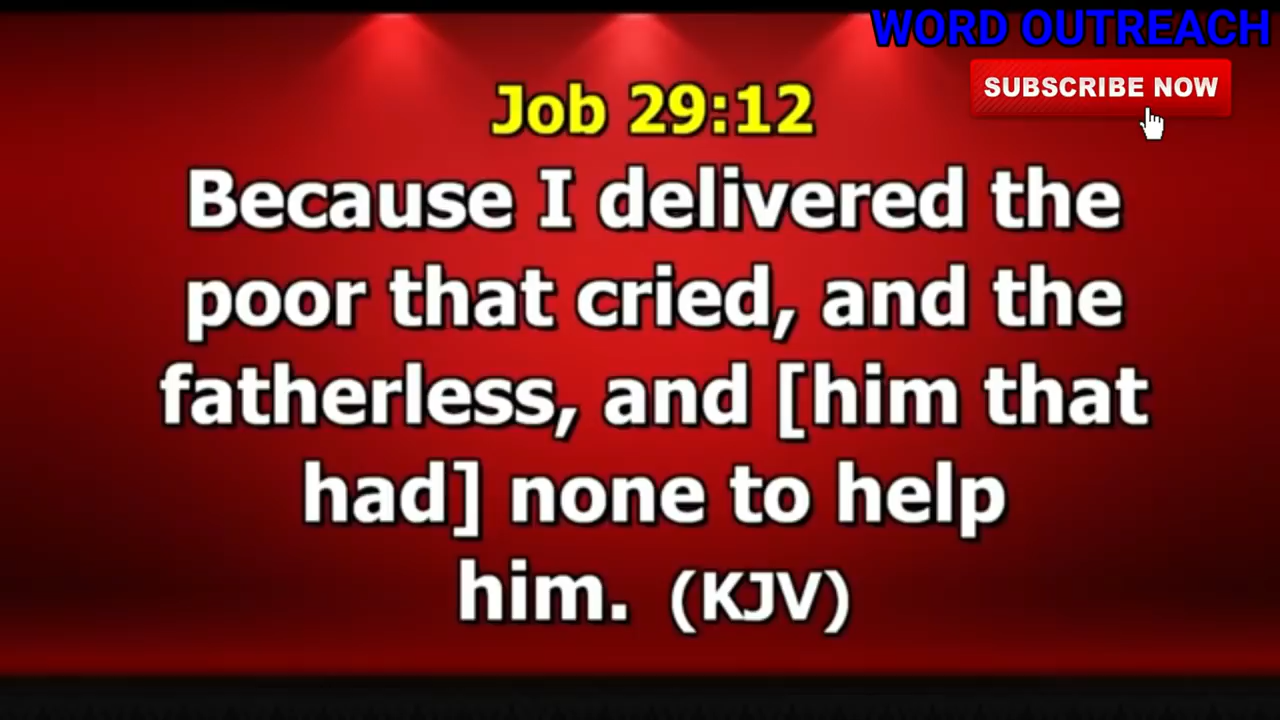 WORD OUTREACH
SUBSCRIBE NOW
Job 29:12
Because I delivered the
poor that cried, and the
fatherless, and [him that
had] none to help
him. (KJV)